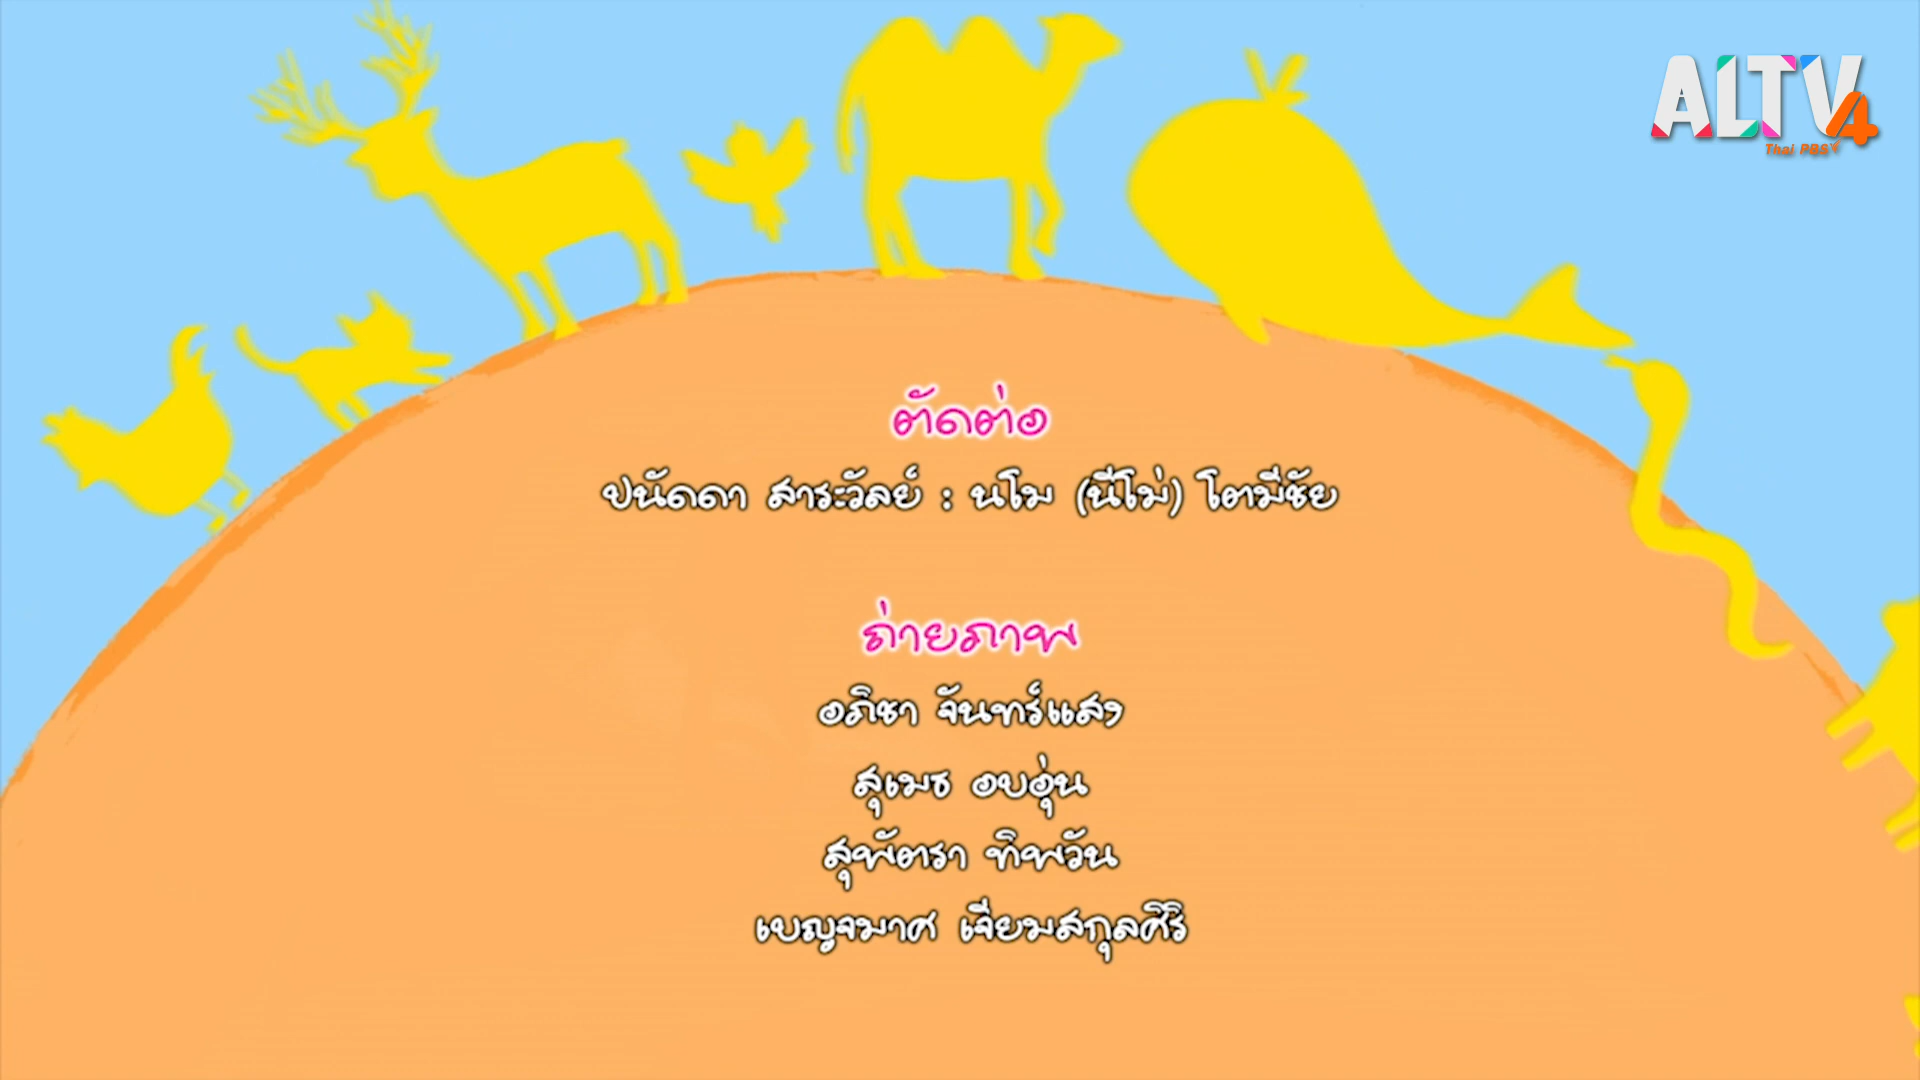 ALTV4
Thai PBS
ตัดต่อ
ปนัดดา สาระวัลย์ : นโม (นีโม่) โตมีชัย
ถ่ายภาพ
อภิชา จันทร์แสง
สุเมธ อบอุ่น
สุพัตรา ทิพวัน
เบญจมาศ เจียมสกุลศิริ